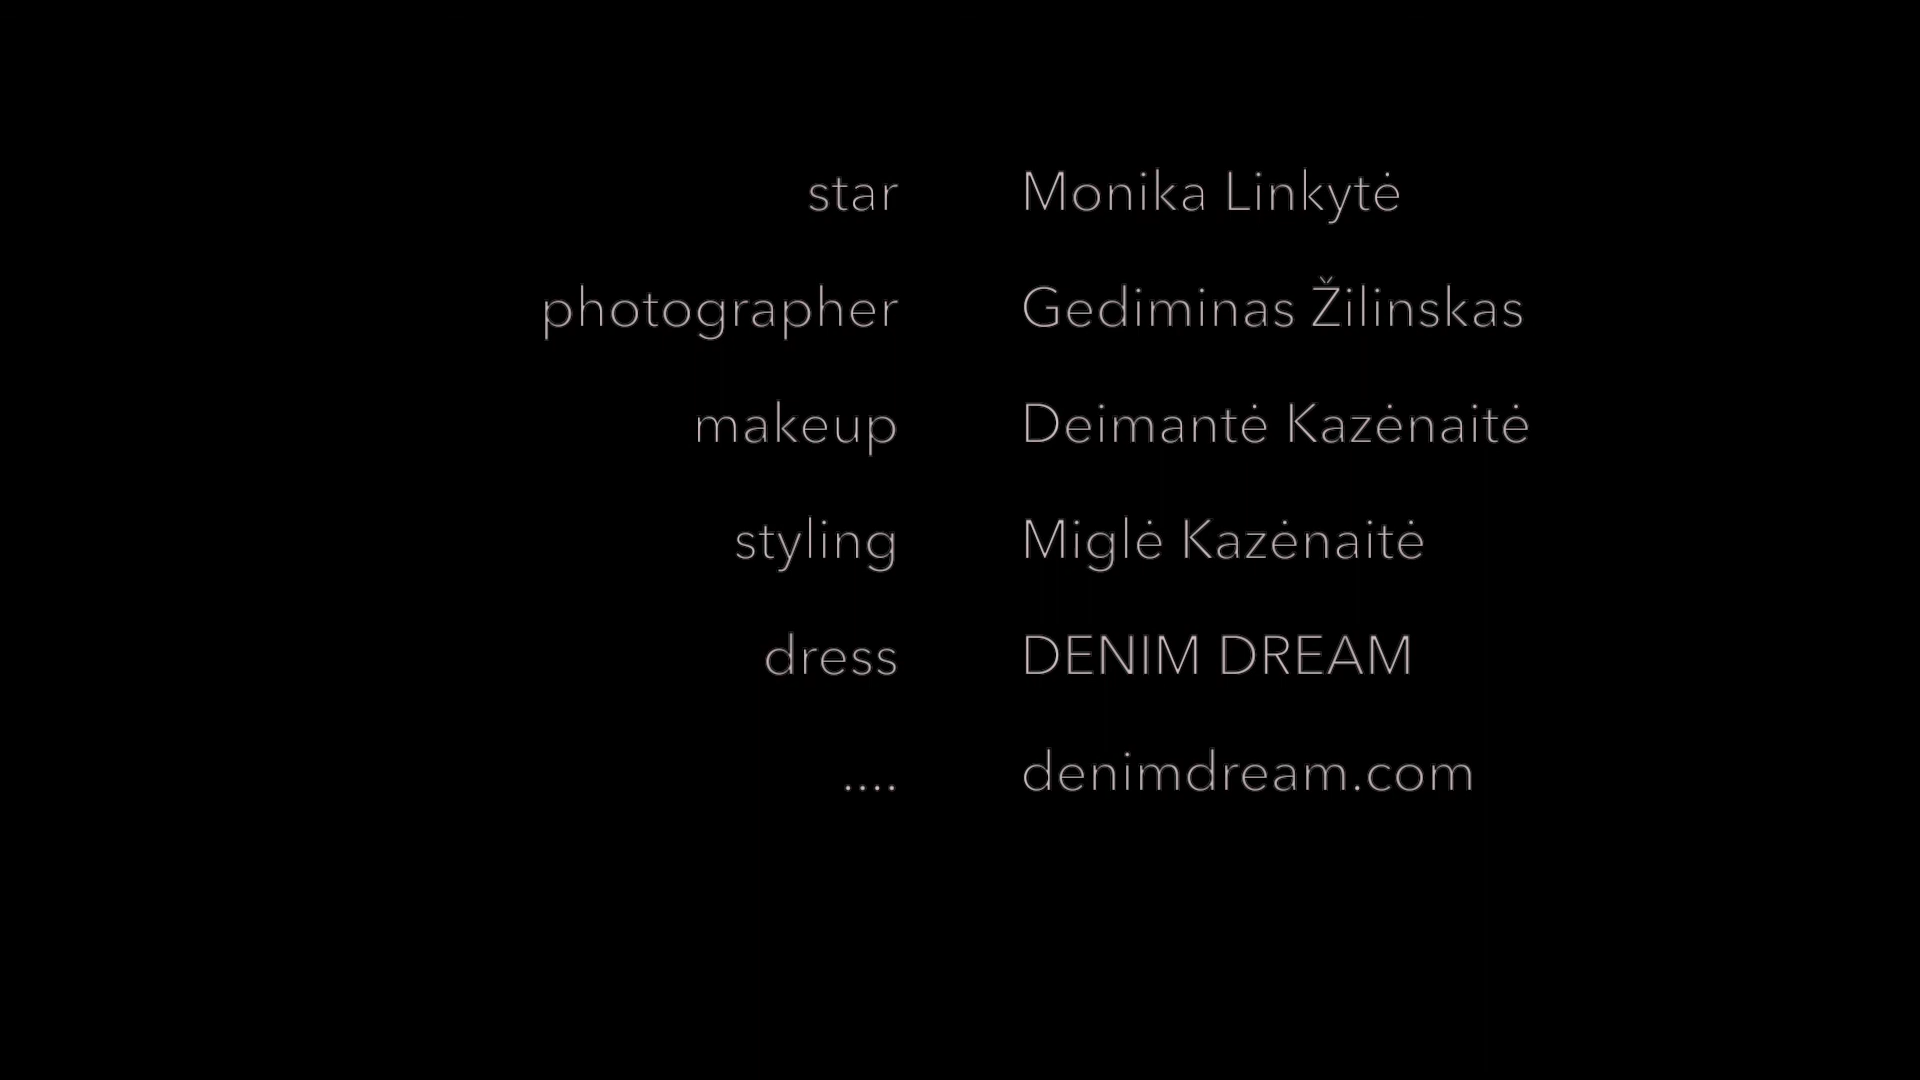 star Monika Linkytė
photographer Gediminas Žilinskas
makeup Deimantė Kazėnaitė
styling Miglė Kazėnaitė
dress DENIM DREAM
.... denimdream.com